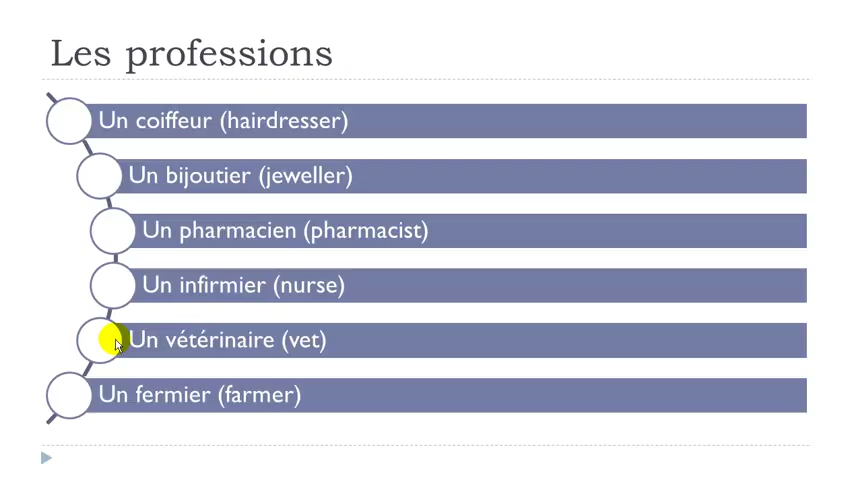 Les professions
Un coiffeur (hairdresser)
Un bijoutier (jeweller)
Un pharmacien (pharmacist)
Un infirmier (nurse)
Un vétérinaire (vet)
Un fermier (farmer)